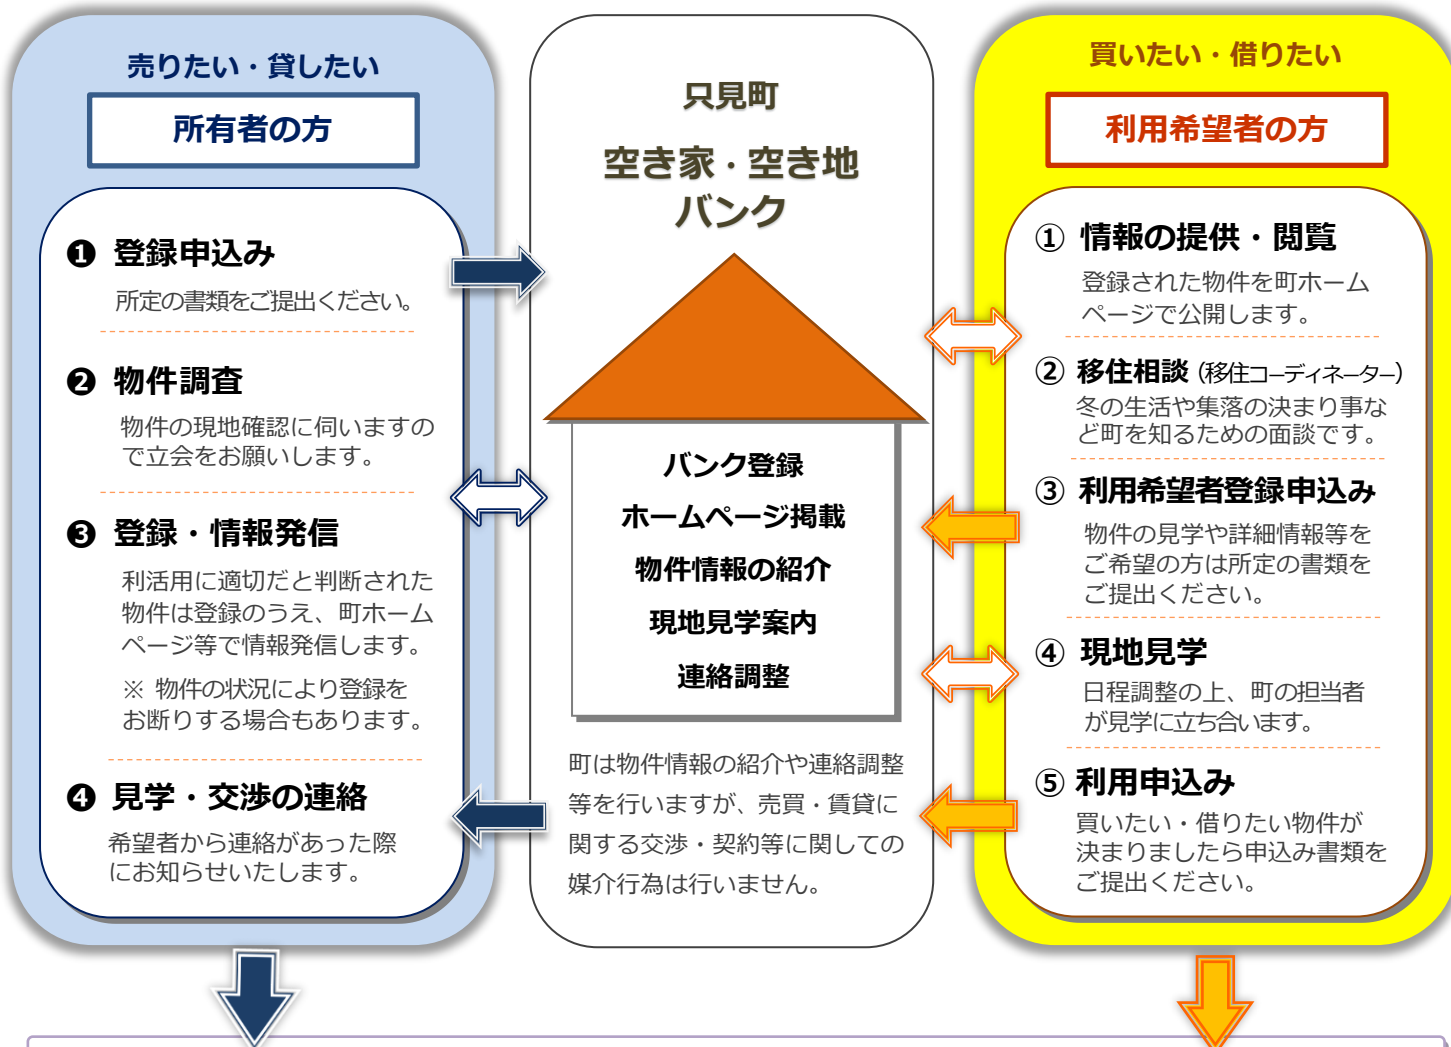 売りたい・貸したい
所有者の方
❶ 登録申込み
所定の書類をご提出ください。
❷ 物件調査
物件の現地確認に伺いますの
で立会をお願いします。
❸ 登録・情報発信
利活用に適切だと判断された
物件は登録のうえ、町ホーム
ページ等で情報発信します。
※ 物件の状況により登録を
お断りする場合もあります。
❹ 見学・交渉の連絡
希望者から連絡があった際
にお知らせいたします。
只見町
空き家・空き地
バンク
バンク登録
ホームページ掲載
物件情報の紹介
現地見学案内
連絡調整
町は物件情報の紹介や連絡調整
等を行いますが、売買・賃貸に
関する交渉・契約等に関しての
媒介行為は行いません。
買いたい・借りたい
利用希望者の方
① 情報の提供・閲覧
登録された物件を町ホーム
ページで公開します。
② 移住相談（移住コーディネーター）
冬の生活や集落の決まり事な
ど町を知るための面談です。
③ 利用希望者登録申込み
物件の見学や詳細情報等を
ご希望の方は所定の書類を
ご提出ください。
④ 現地見学
日程調整の上、町の担当者
が見学に立ち合います。
⑤ 利用申込み
買いたい・借りたい物件が
決まりましたら申込み書類を
ご提出ください。